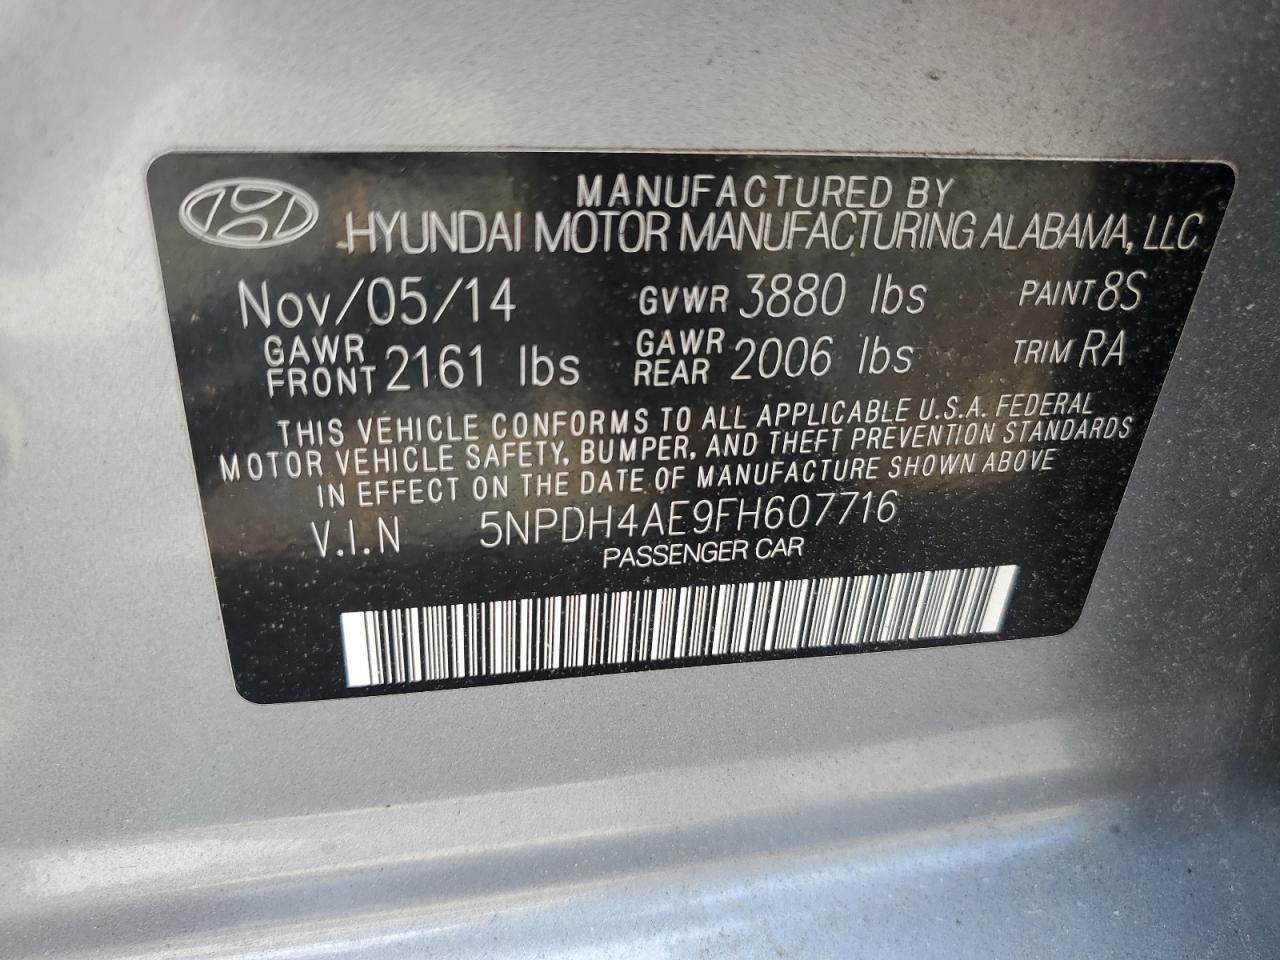 MANUFACTURED BY
HYUNDAI MOTOR MANUFACTURING ALABAMA, LLC
Nov/05/14 GVWR 3880 lbs PAINT 8S
GAWR FRONT 2161 lbs GAWR REAR 2006 lbs TRIM RA
THIS VEHICLE CONFORMS TO ALL APPLICABLE U.S.A. FEDERAL
MOTOR VEHICLE SAFETY, BUMPER, AND THEFT PREVENTION STANDARDS
IN EFFECT ON THE DATE OF MANUFACTURE SHOWN ABOVE
V.I.N 5NPDH4AE9FH607716
PASSENGER CAR